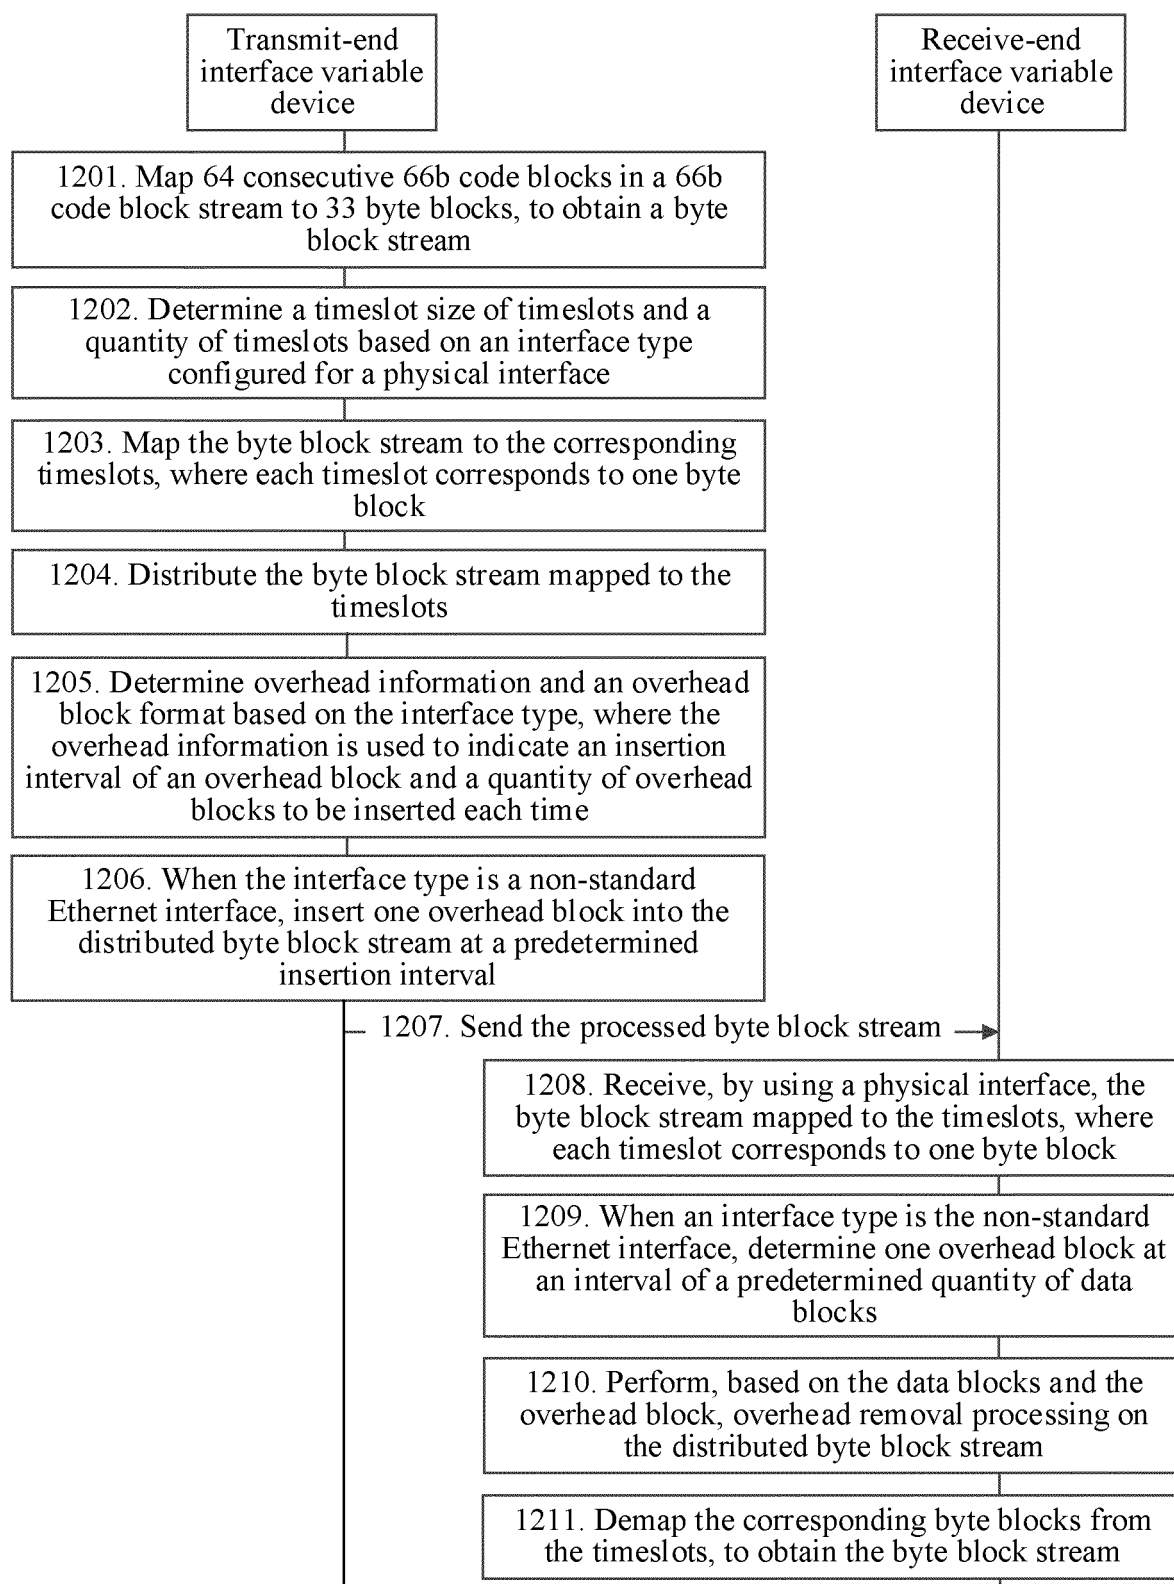 Transmit-end
interface variable
device
Receive-end
interface variable
device
1201. Map 64 consecutive 66b code blocks in a 66b
code block stream to 33 byte blocks, to obtain a byte
block stream
1202. Determine a timeslot size of timeslots and a
quantity of timeslots based on an interface type
configured for a physical interface
1203. Map the byte block stream to the corresponding
timeslots, where each timeslot corresponds to one byte
block
1204. Distribute the byte block stream mapped to the
timeslots
1205. Determine overhead information and an overhead
block format based on the interface type, where the
overhead information is used to indicate an insertion
interval of an overhead block and a quantity of overhead
blocks to be inserted each time
1206. When the interface type is a non-standard
Ethernet interface, insert one overhead block into the
distributed byte block stream at a predetermined
insertion interval
1207. Send the processed byte block stream
1208. Receive, by using a physical interface, the
byte block stream mapped to the timeslots, where
each timeslot corresponds to one byte block
1209. When an interface type is the non-standard
Ethernet interface, determine one overhead block at
an interval of a predetermined quantity of data
blocks
1210. Perform, based on the data blocks and the
overhead block, overhead removal processing on
the distributed byte block stream
1211. Demap the corresponding byte blocks from
the timeslots, to obtain the byte block stream